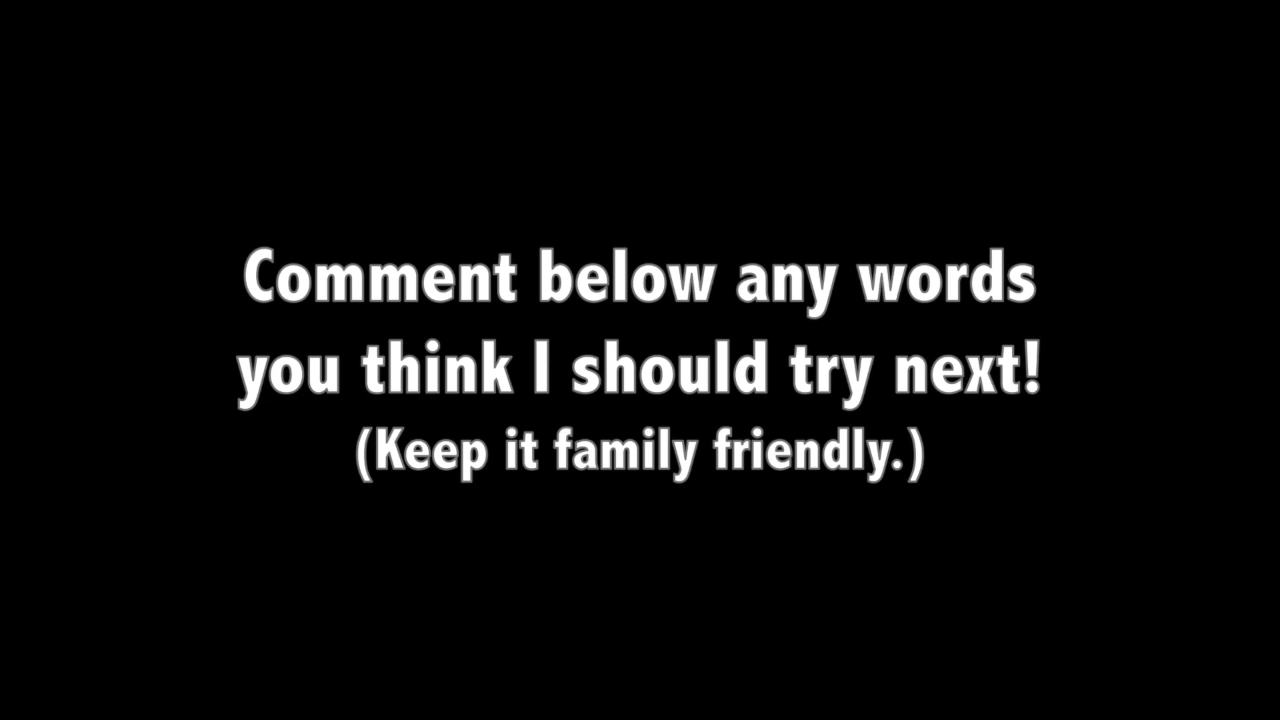 Comment below any words
you think I should try next!
(Keep it family friendly.)